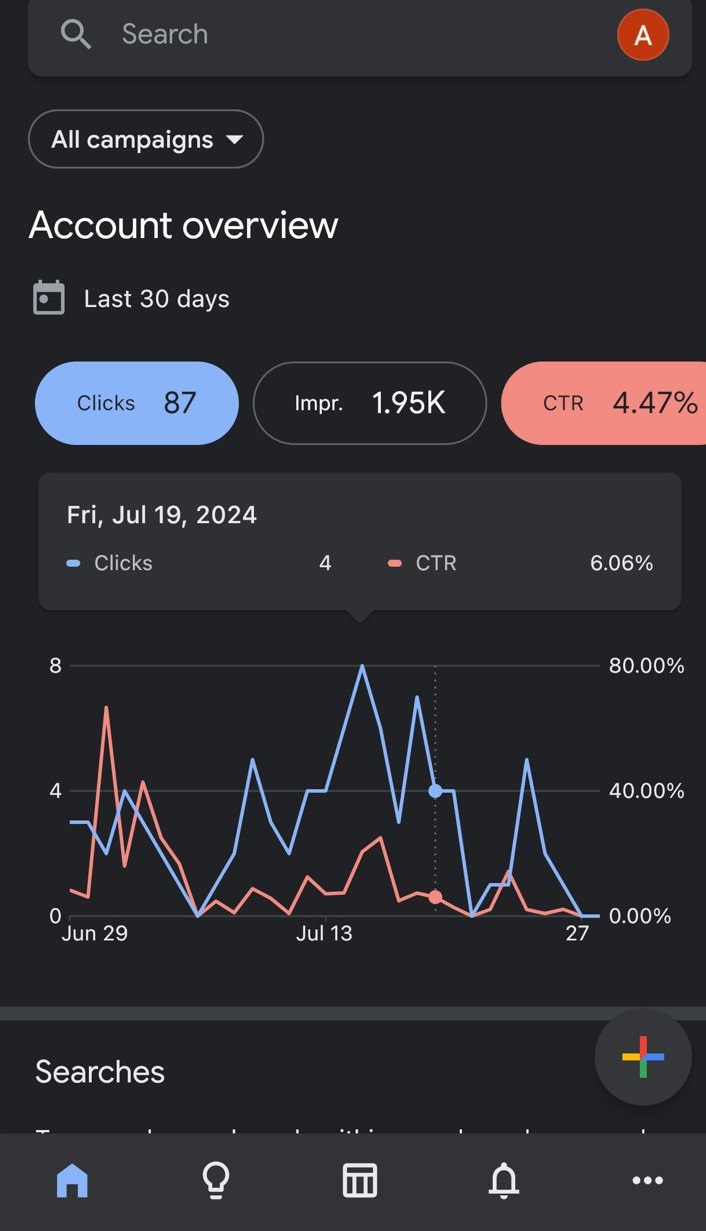 Search
A
All campaigns
Account overview
Last 30 days
Clicks 87 Impr. 1.95K CTR 4.47%
Fri, Jul 19, 2024
Clicks 4 CTR 6.06%
8 80.00%
4 40.00%
0 0.00%
Jun 29 Jul 13 27
Searches